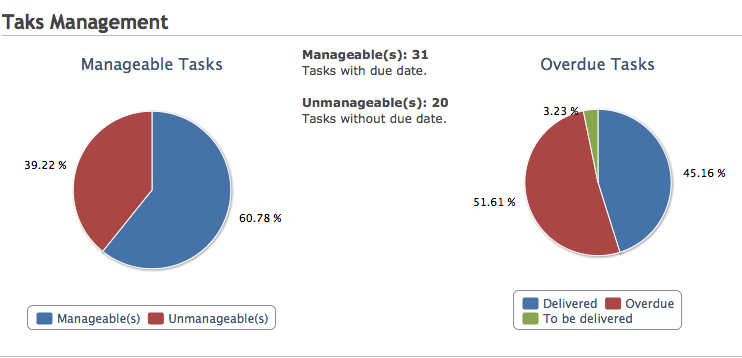 Taks Management
Manageable Tasks
39.22 %
60.78 %
Manageable(s) Unmanageable(s)
Manageable(s): 31
Tasks with due date.
Unmanageable(s): 20
Tasks without due date.
Overdue Tasks
3.23 %
45.16 %
51.61 %
Delivered Overdue
To be delivered